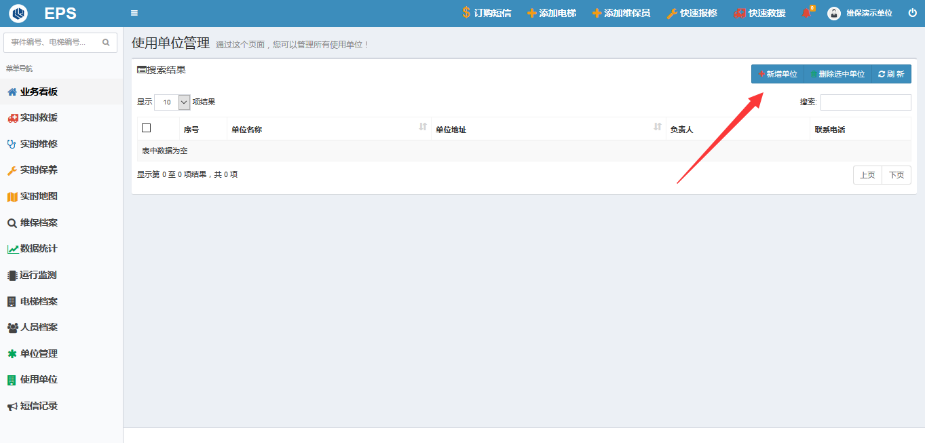 EPS
订购短信 添加电梯 添加维保员 快速报修 快速救援 维保演示单位
事件编号、电梯编号...
菜单导航
业务看板
实时救援
实时维修
实时保养
实时地图
维保档案
数据统计
运行监测
电梯档案
人员档案
单位管理
使用单位
短信记录
使用单位管理 通过这个页面，您可以管理所有使用单位！
搜索结果
新增单位 删除选中单位 刷 新
显示 10 项结果 搜索:
序号 单位名称 单位地址 负责人 联系电话
表中数据为空
显示第 0 至 0 项结果，共 0 项
上页 下页